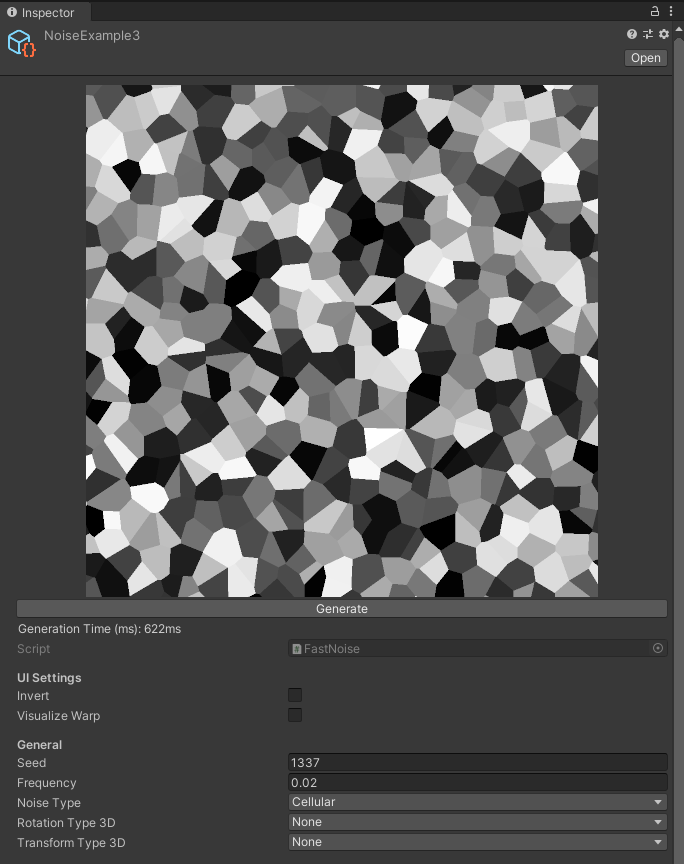 Inspector
NoiseExample3
Open
Generate
Generation Time (ms): 622ms
Script FastNoise
UI Settings
Invert
Visualize Warp
General
Seed 1337
Frequency 0.02
Noise Type Cellular
Rotation Type 3D None
Transform Type 3D None